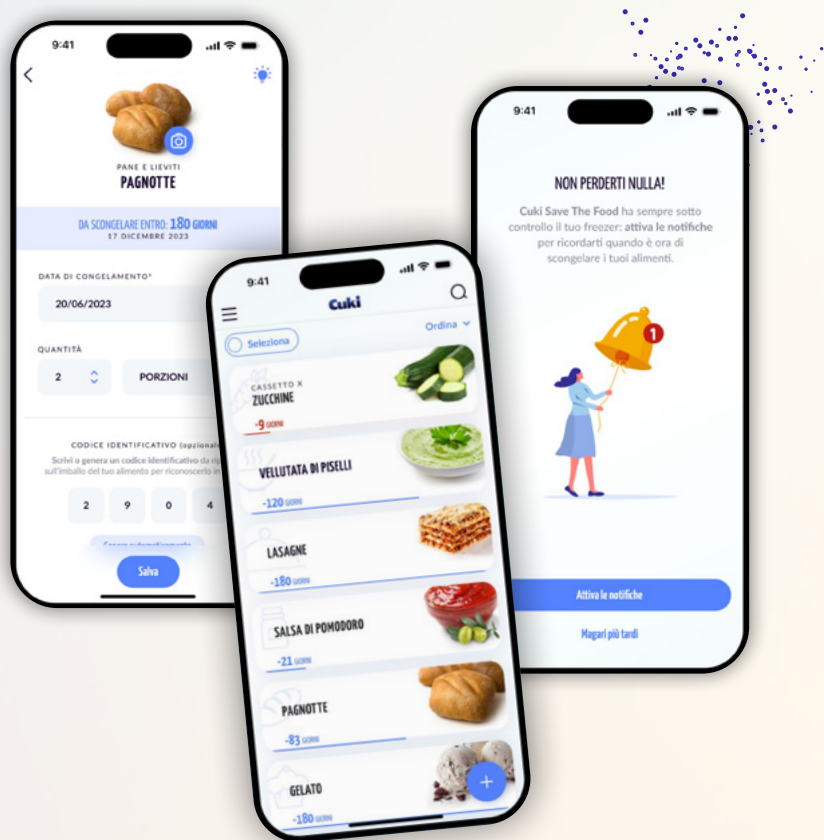 9:41
PANE E LIEVITI
PAGNOTTE
DA SCONGELARE ENTRO: 180 GIORNI
17 DICEMBRE 2023
DATA DI CONGELAMENTO*
20/06/2023
QUANTITÀ
2
PORZIONI
CODICE IDENTIFICATIVO (opzionale
Scrivi o genera un codice identificativo da
sull'imballo del tuo alimento per riconoscerlo in
2 9 0 4
Genera automaticamente
Salva
9:41
Cuki
Seleziona
Ordina
CASSETTO X
ZUCCHINE
-9 GIORNI
VELLUTATA DI PISELLI
-120 GIORNI
LASAGNE
-180 GIORNI
SALSA DI POMODORO
-21 GIORNI
PAGNOTTE
-83 GIORNI
GELATO
-180 GIORNI
+
9:41
NON PERDERTI NULLA!
Cuki Save The Food ha sempre sotto
controllo il tuo freezer: attiva le notifiche
per ricordarti quando è ora di
scongelare i tuoi alimenti.
1
Attiva le notifiche
Magari più tardi